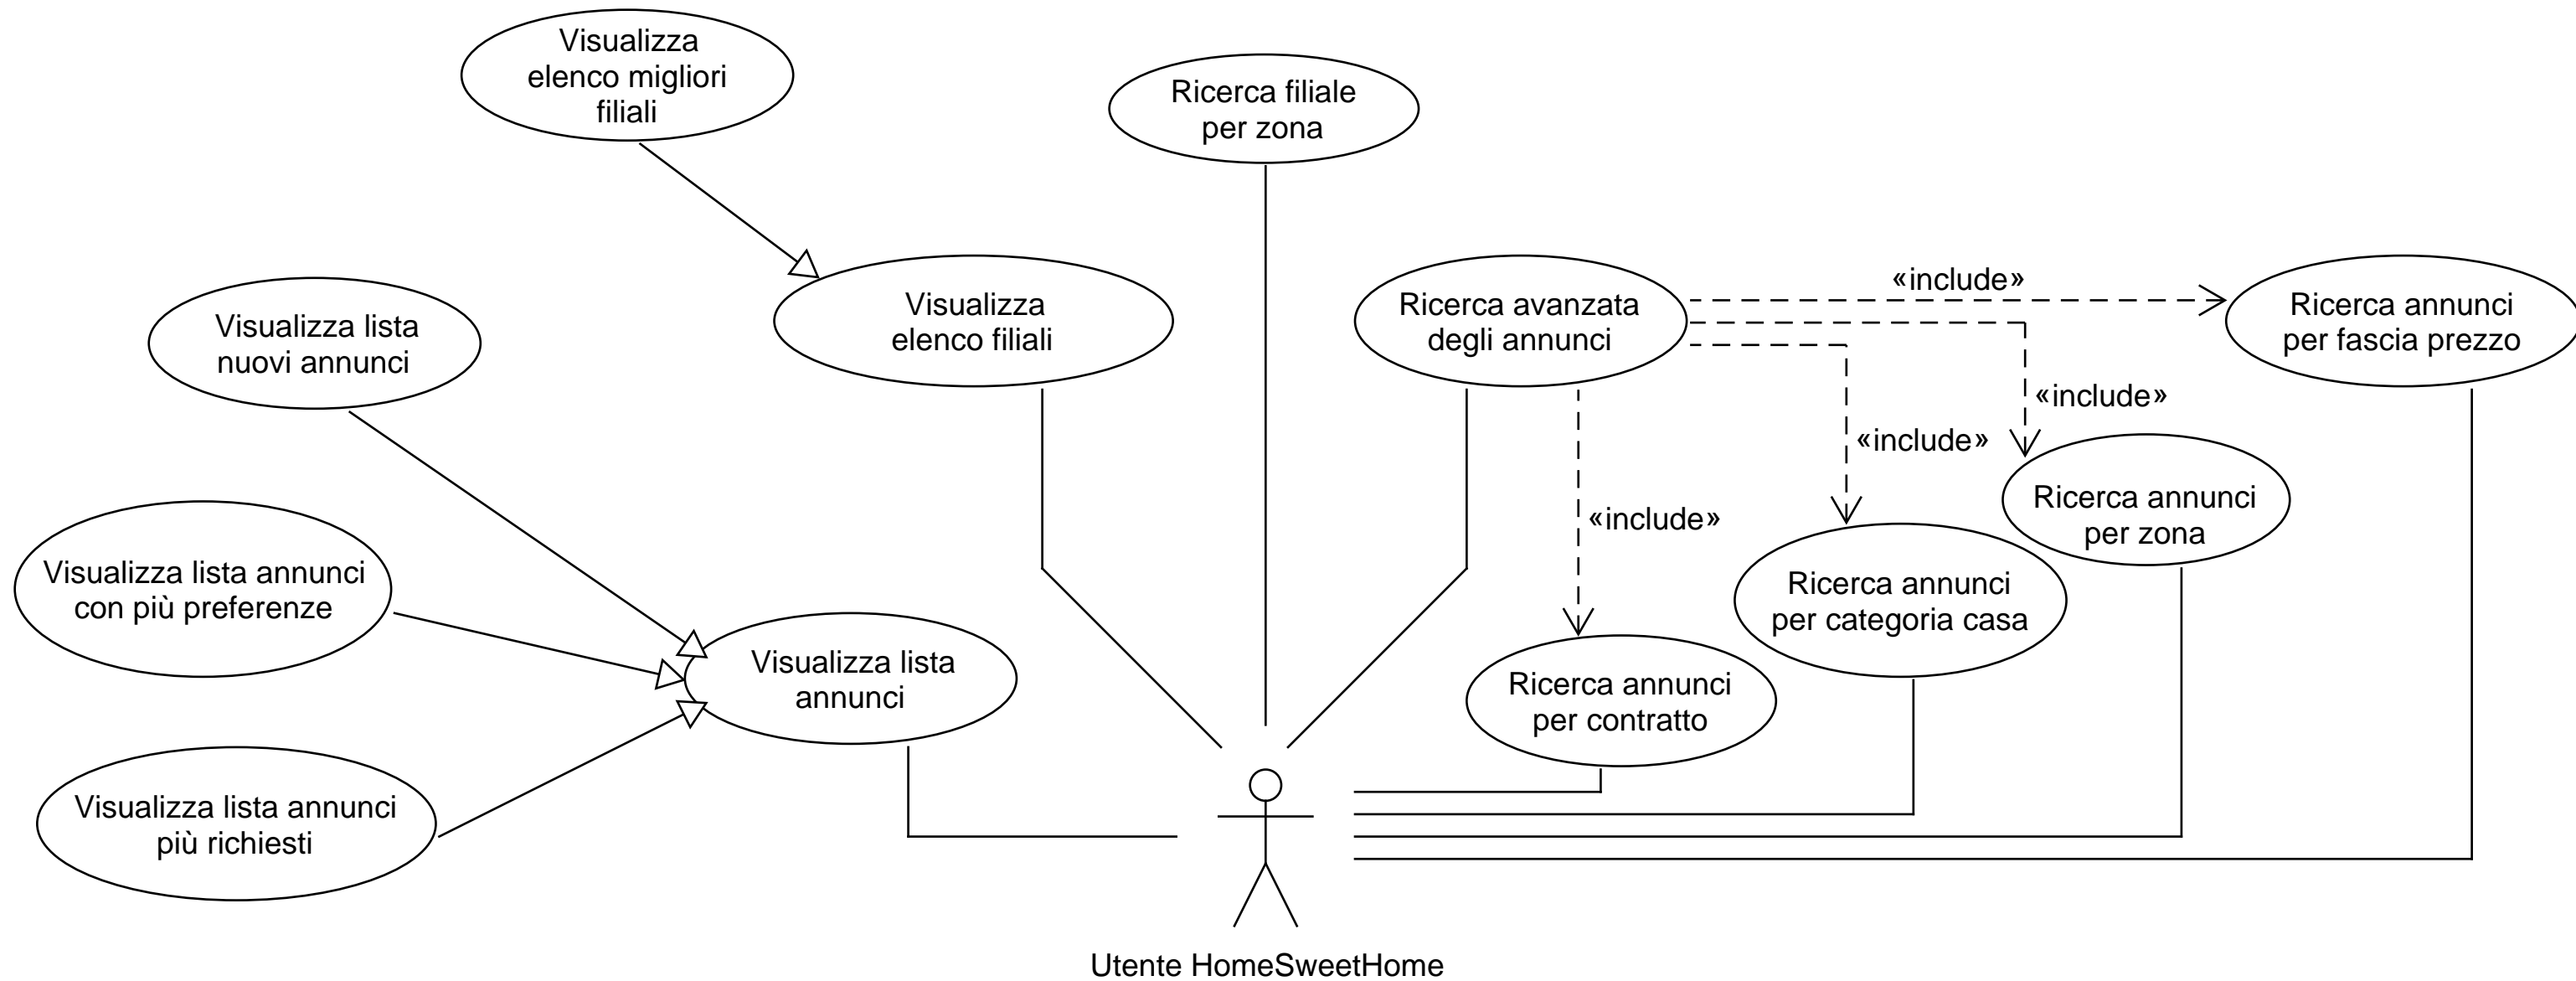 Visualizza
elenco migliori
filiali
Ricerca filiale
per zona
Visualizza lista
nuovi annunci
Visualizza
elenco filiali
Ricerca avanzata
degli annunci
«include»
Ricerca annunci
per fascia prezzo
«include»
«include»
«include»
Ricerca annunci
per zona
Visualizza lista annunci
con più preferenze
Ricerca annunci
per categoria casa
Visualizza lista
annunci
Ricerca annunci
per contratto
Visualizza lista annunci
più richiesti
Utente HomeSweetHome